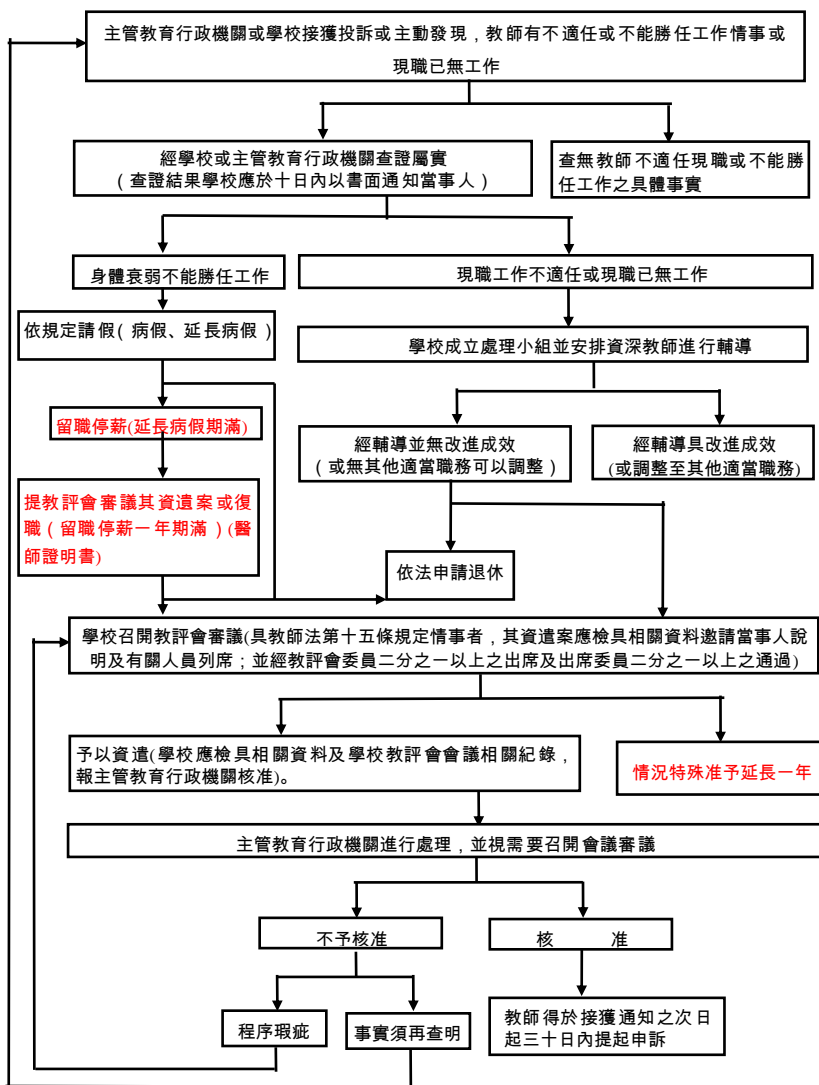 主管教育行政機關或學校接獲投訴或主動發現，教師有不適任或不能勝任工作情事或
現職已無工作
經學校或主管教育行政機關查證屬實
（查證結果學校應於十日內以書面通知當事人）
查無教師不適任現職或不能勝
任工作之具體事實
身體衰弱不能勝任工作
現職工作不適任或現職已無工作
依規定請假（病假、延長病假）
學校成立處理小組並安排資深教師進行輔導
留職停薪(延長病假期滿)
經輔導並無改進成效
（或無其他適當職務可以調整）
經輔導具改進成效
(或調整至其他適當職務)
提教評會審議其資遣案或復
職（留職停薪一年期滿）(醫
師證明書)
依法申請退休
學校召開教評會審議(具教師法第十五條規定情事者，其資遣案應檢具相關資料邀請當事人說
明及有關人員列席；並經教評會委員二分之一以上之出席及出席委員二分之一以上之通過)
予以資遣(學校應檢具相關資料及學校教評會會議相關紀錄，
報主管教育行政機關核准)。
情況特殊准予延長一年
主管教育行政機關進行處理，並視需要召開會議審議
不予核准
核　　准
程序瑕疵
事實須再查明
教師得於接獲通知之次日
起三十日內提起申訴